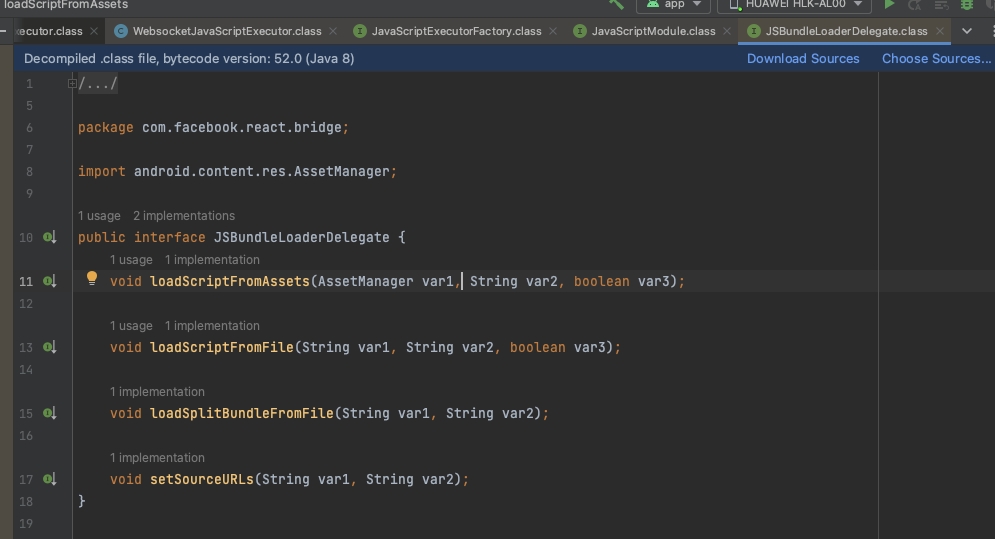 loadScriptFromAssets
app
HUAWEI HLK-AL00
ecutor.class
WebsocketJavaScriptExecutor.class
JavaScriptExecutorFactory.class
JavaScriptModule.class
JSBundleLoaderDelegate.class
Decompiled .class file, bytecode version: 52.0 (Java 8)
Download Sources
Choose Sources...
1 /.../
5
6 package com.facebook.react.bridge;
7
8 import android.content.res.AssetManager;
9
1 usage 2 implementations
10 public interface JSBundleLoaderDelegate {
1 usage 1 implementation
11 void loadScriptFromAssets(AssetManager var1, String var2, boolean var3);
12
1 usage 1 implementation
13 void loadScriptFromFile(String var1, String var2, boolean var3);
14
1 implementation
15 void loadSplitBundleFromFile(String var1, String var2);
16
1 implementation
17 void setSourceURLs(String var1, String var2);
18 }
19